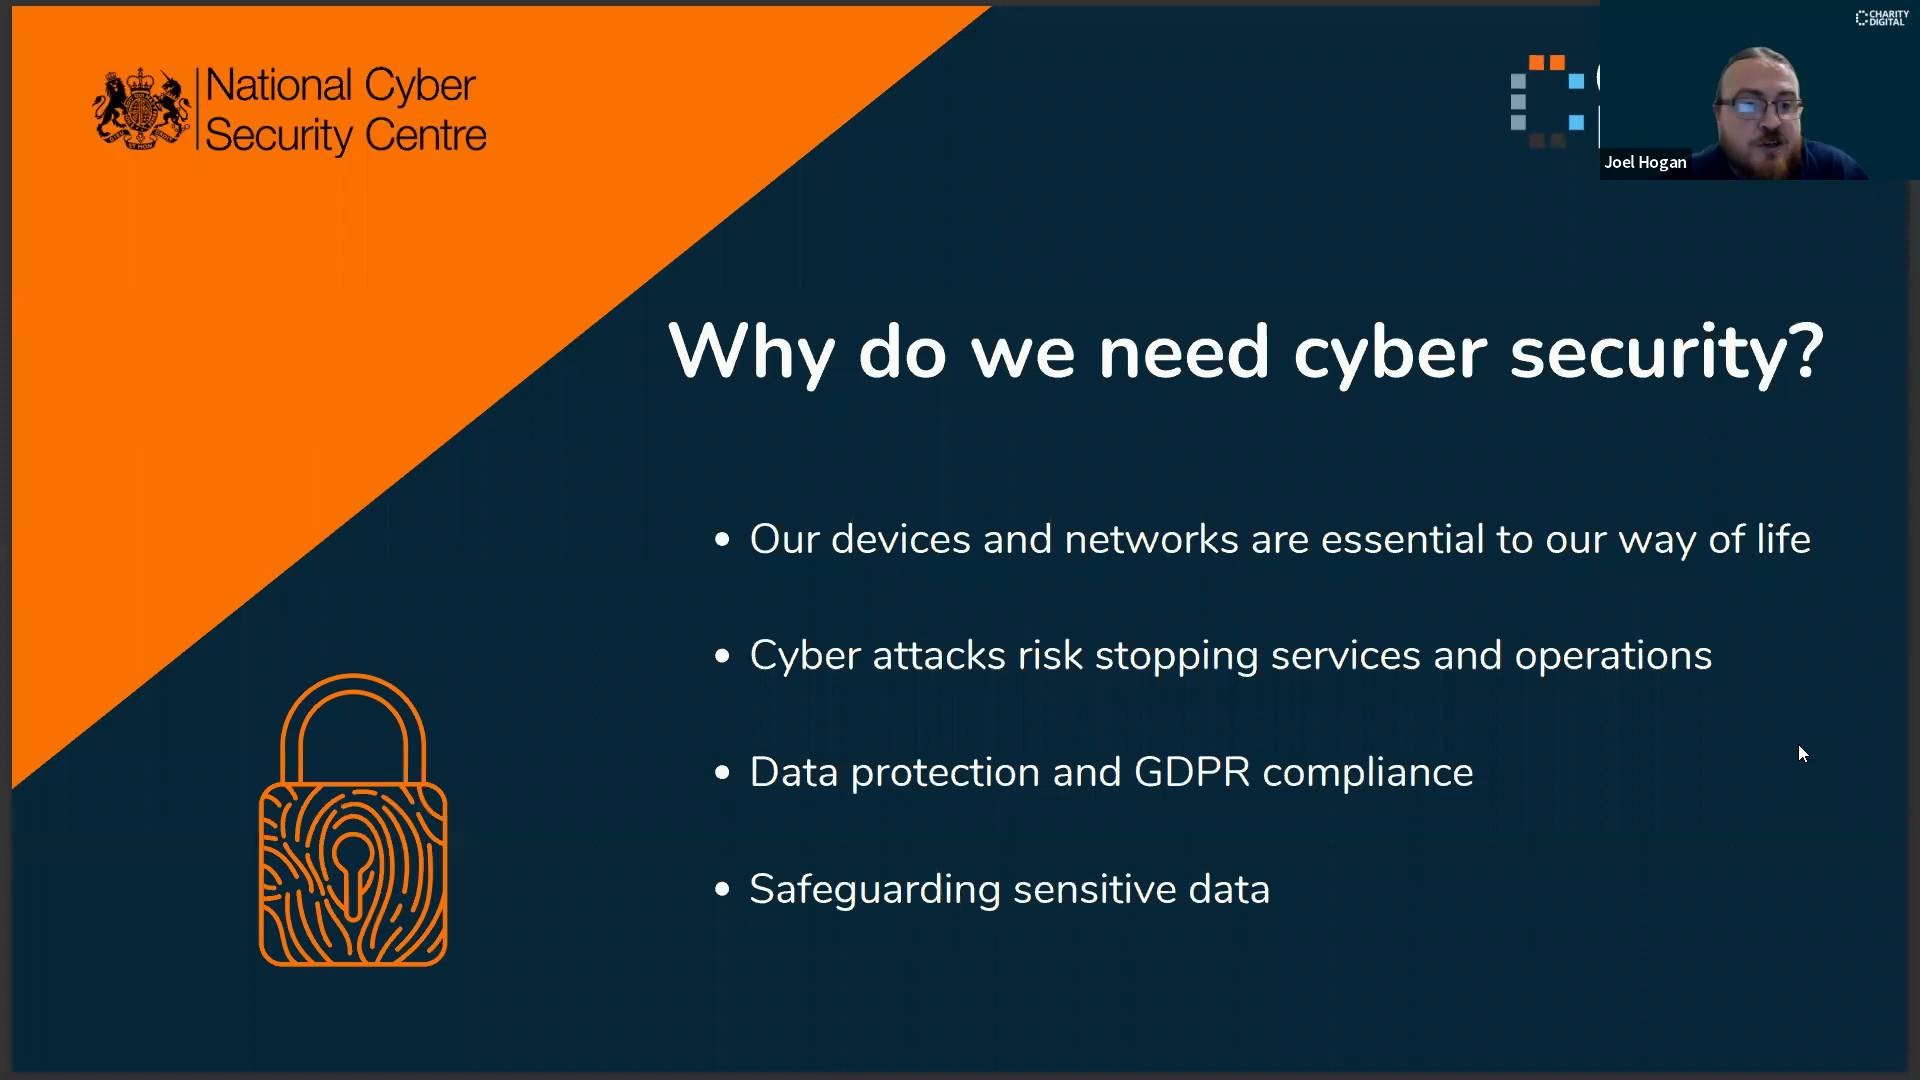 National Cyber
Security Centre
CHARITY
DIGITAL
Joel Hogan
Why do we need cyber security?
• Our devices and networks are essential to our way of life
• Cyber attacks risk stopping services and operations
• Data protection and GDPR compliance
• Safeguarding sensitive data